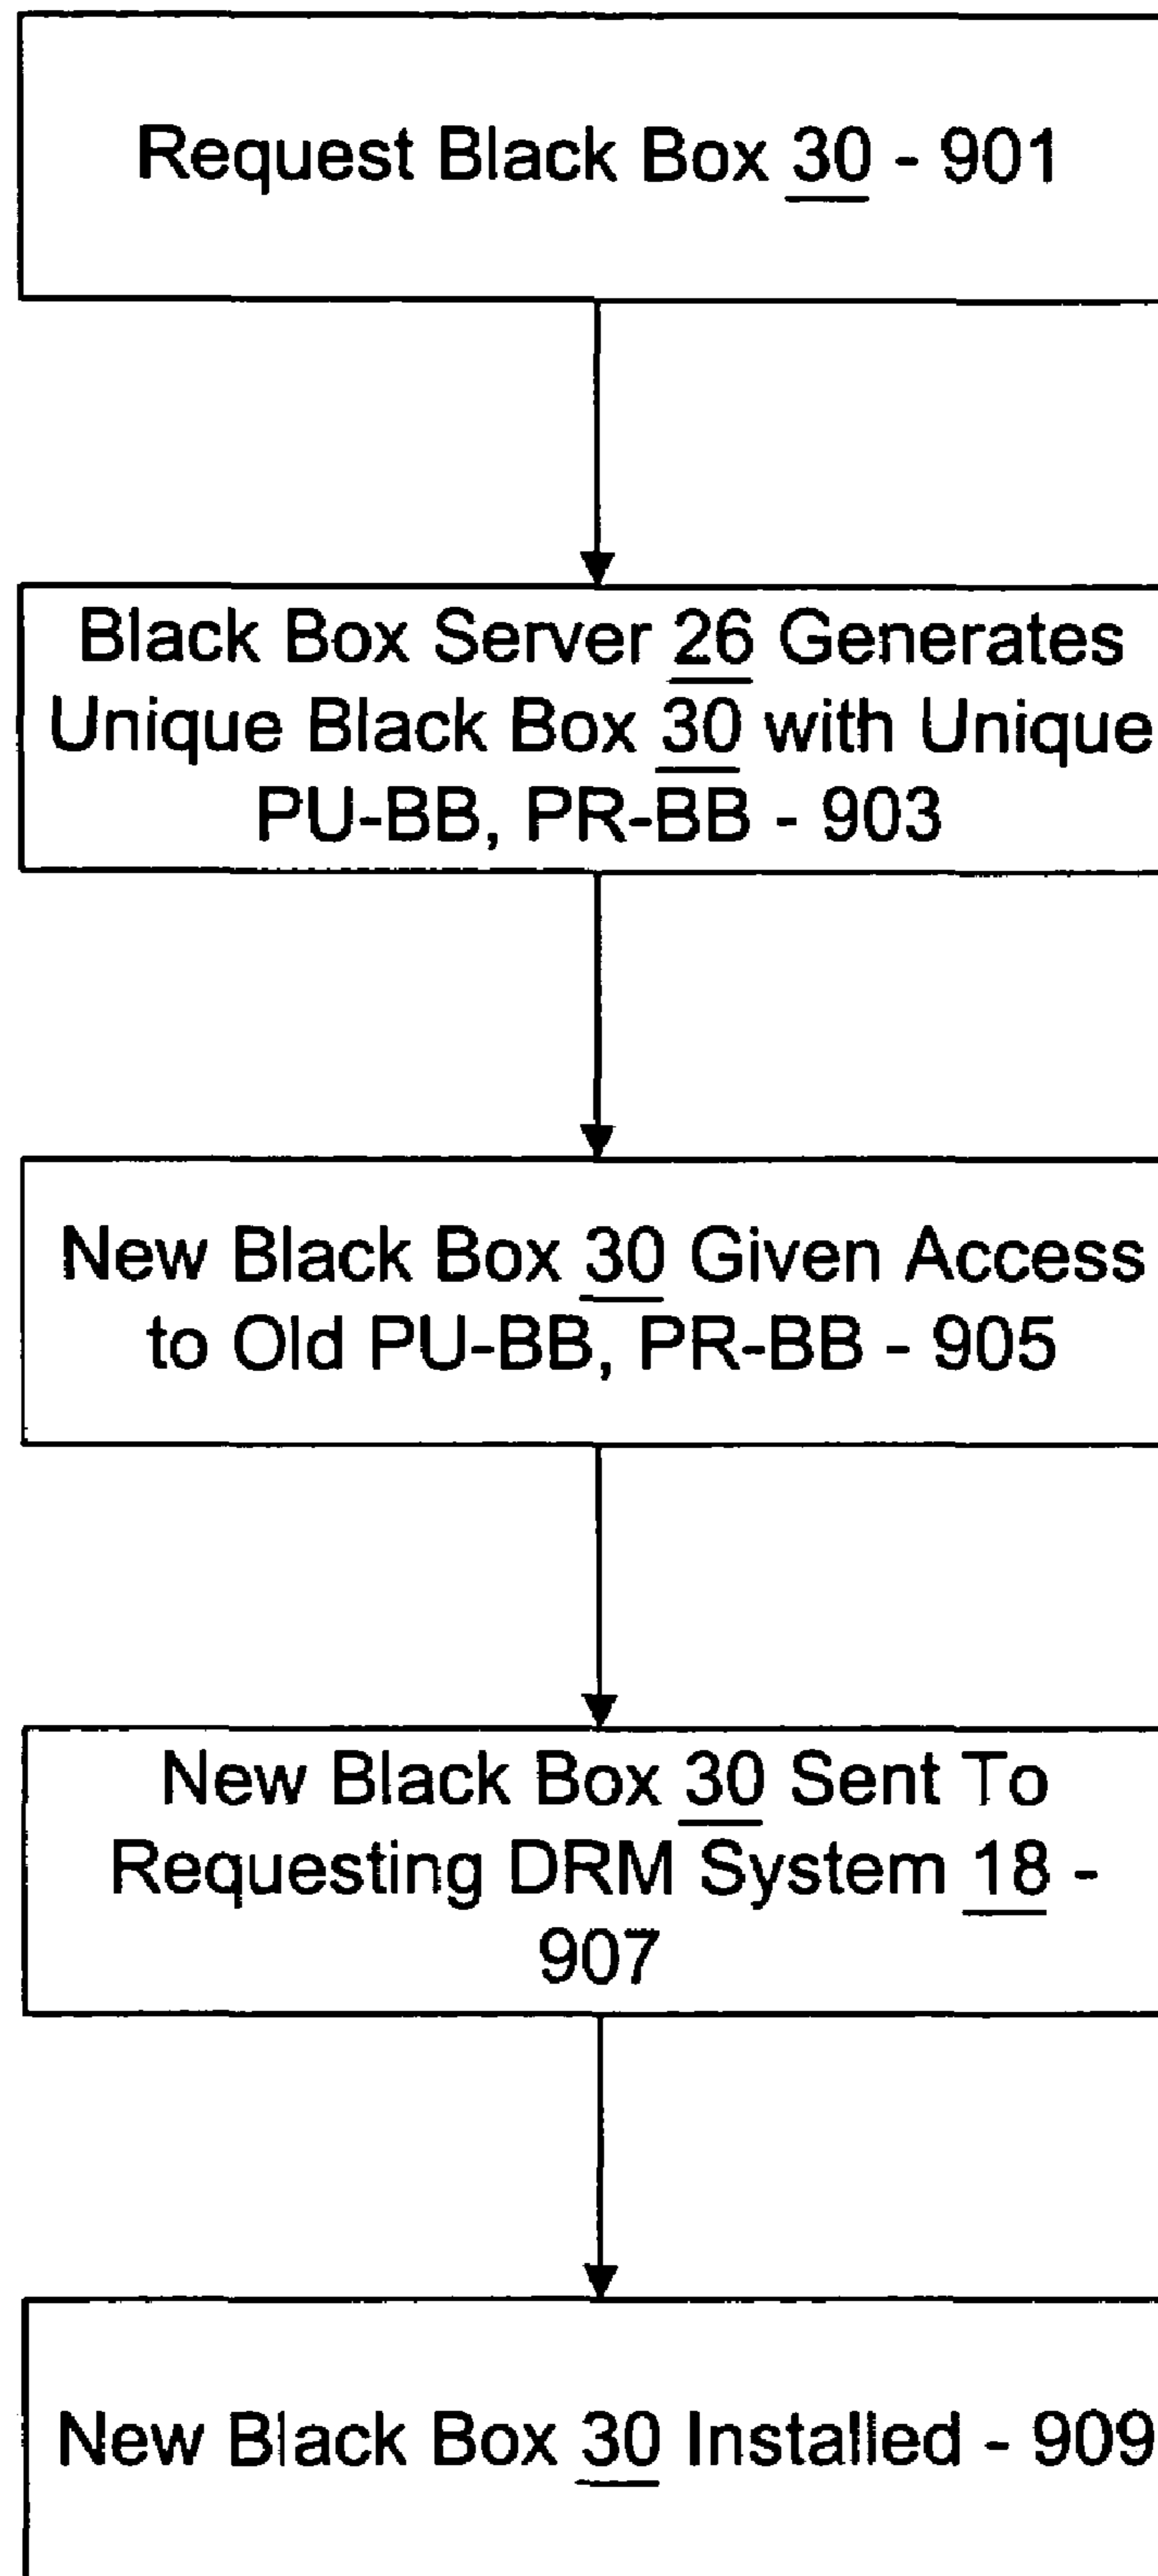 Request Black Box 30 - 901
Black Box Server 26 Generates
Unique Black Box 30 with Unique
PU-BB, PR-BB - 903
New Black Box 30 Given Access
to Old PU-BB, PR-BB - 905
New Black Box 30 Sent To
Requesting DRM System 18 -
907
New Black Box 30 Installed - 909